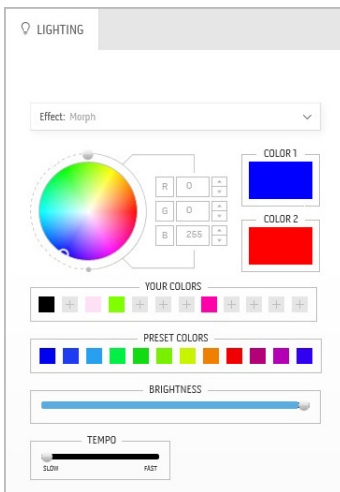 LIGHTING
Effect: Morph
COLOR 1
R 0
G 0
B 255
COLOR 2
YOUR COLORS
PRESET COLORS
BRIGHTNESS
TEMPO
SLOW FAST